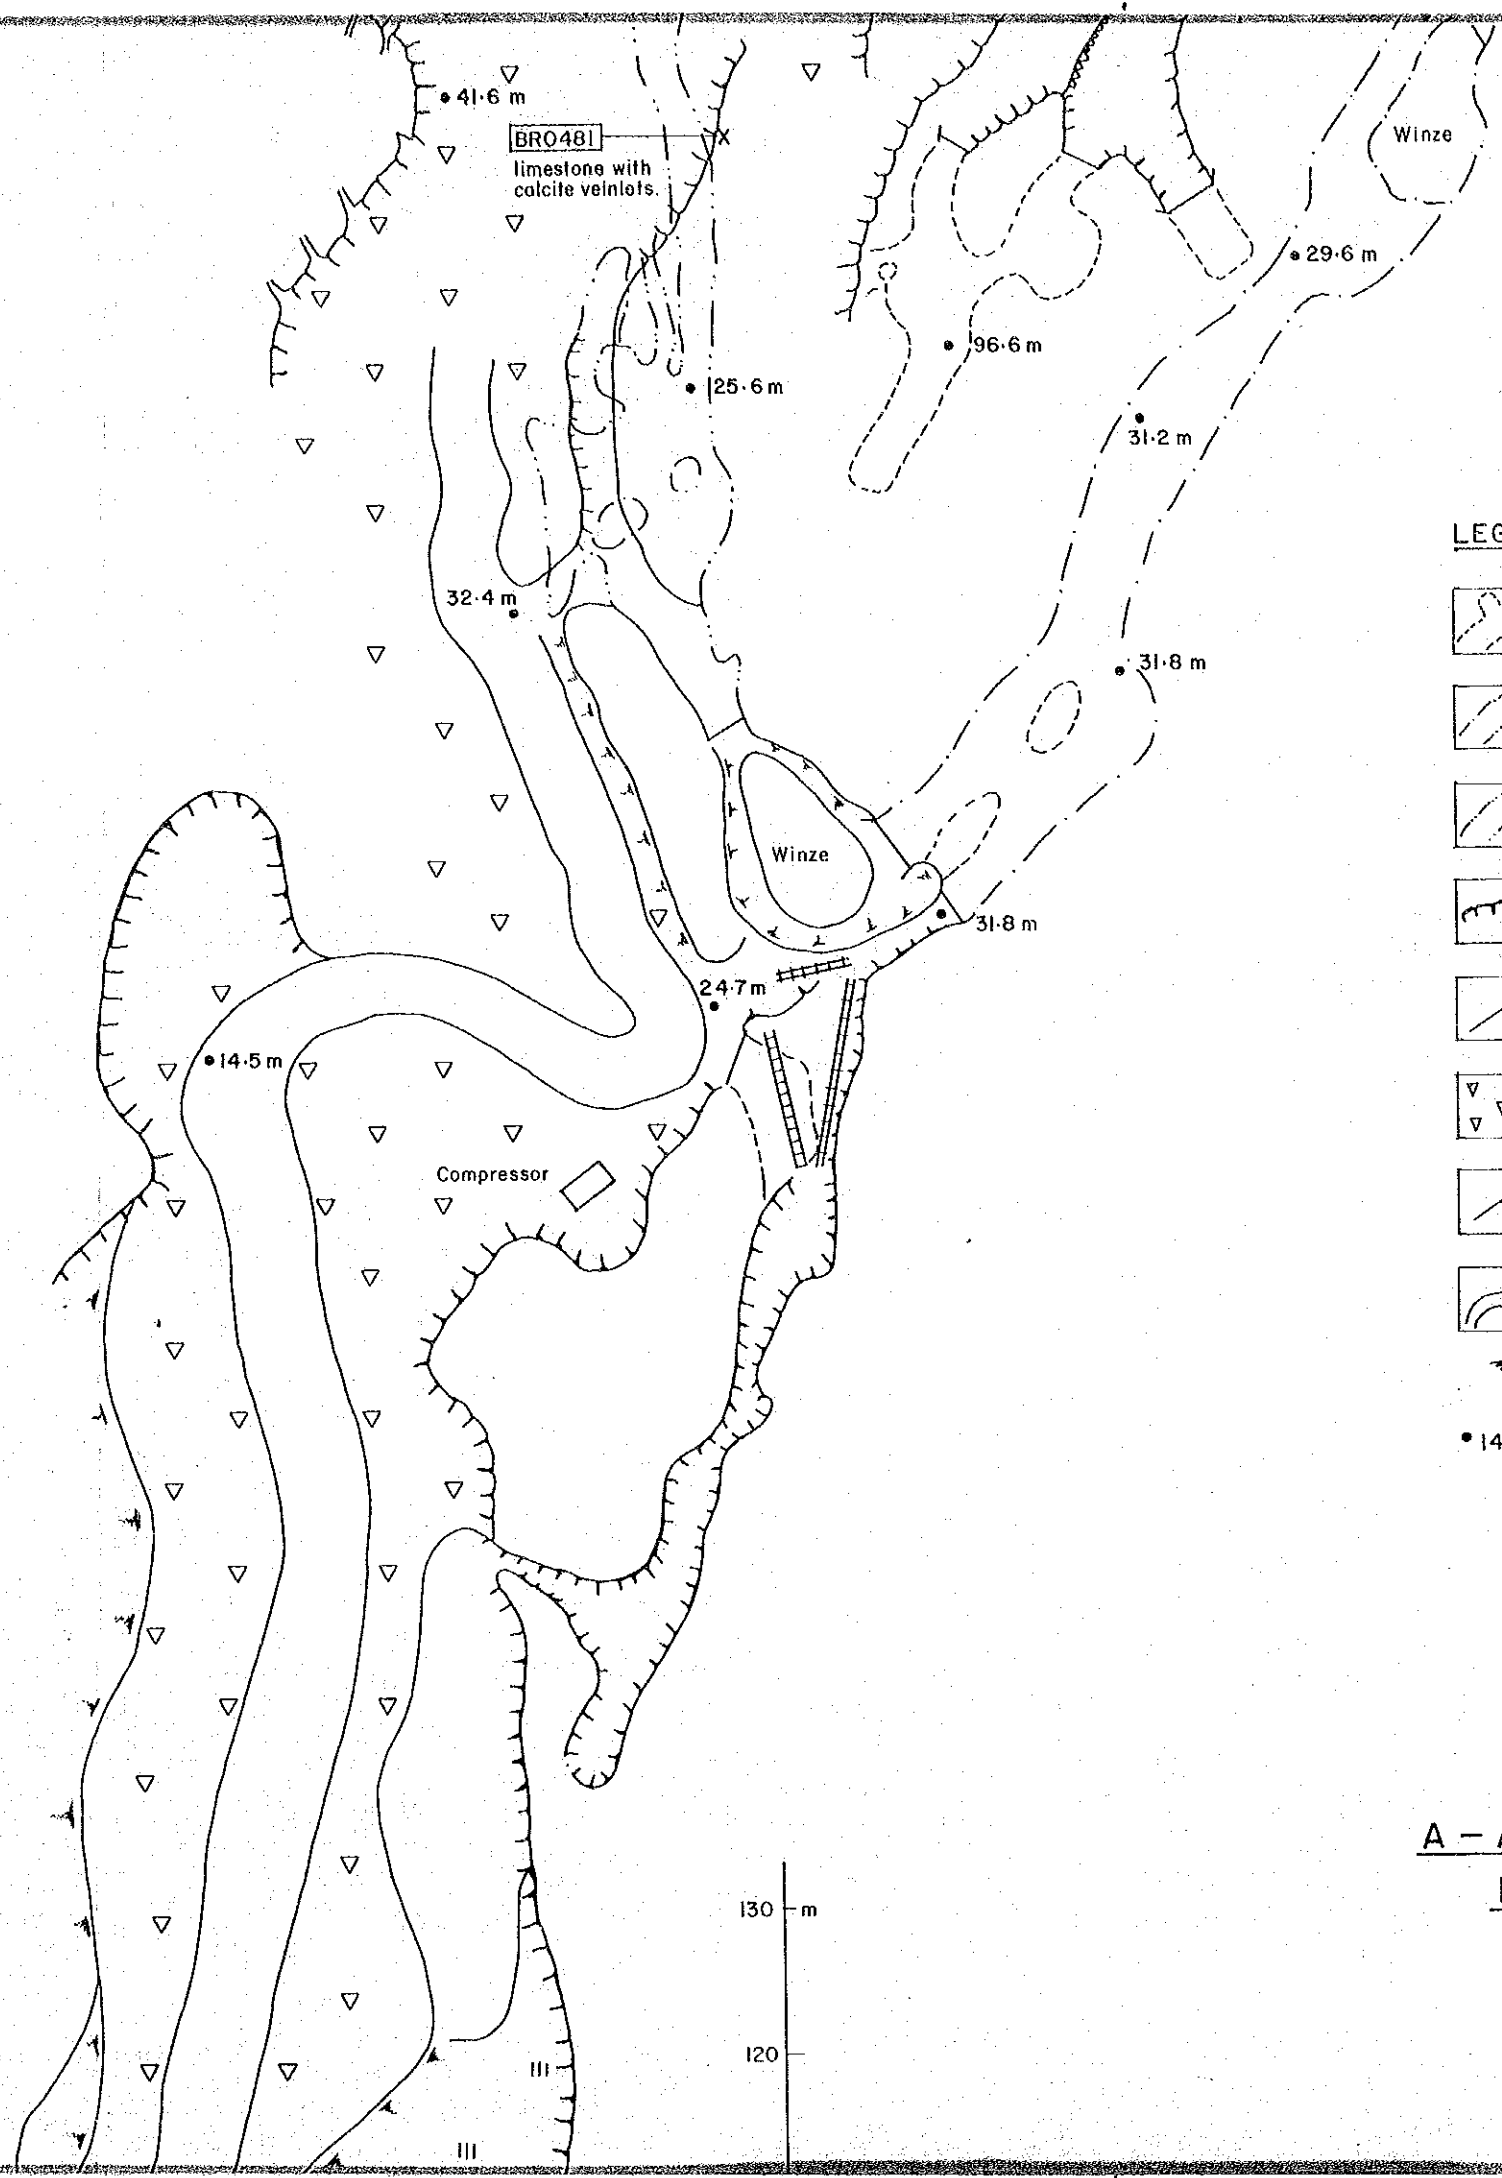 41·6 m
BR0481
limestone with
calcite veinlets.
Winze
29·6 m
96·6 m
25·6 m
31·2 m
LEG
32·4 m
31·8 m
Winze
31·8 m
24·7 m
14·5 m
Compressor
14
A – A
130 m
120